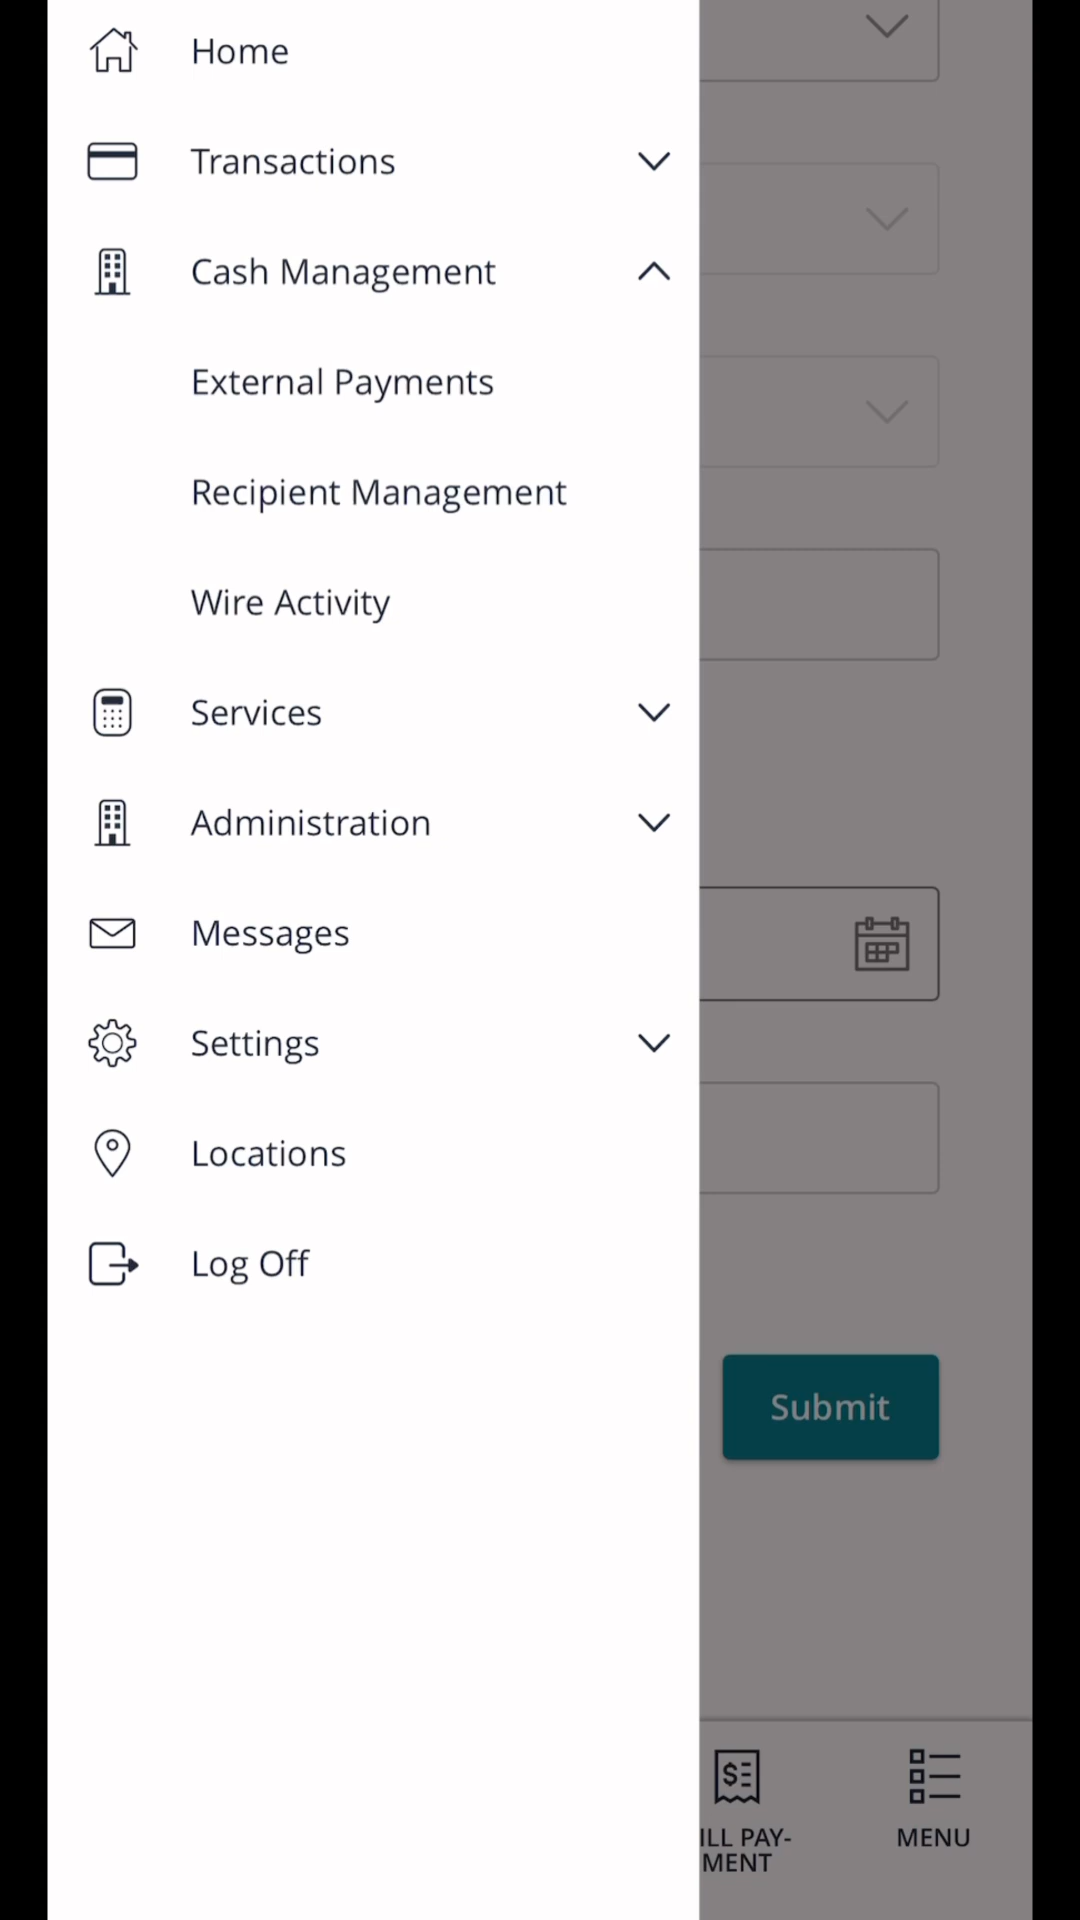 Home
Transactions
Cash Management
External Payments
Recipient Management
Wire Activity
Services
Administration
Messages
Settings
Locations
Log Off
Submit
ILL PAY-
MENT
MENU